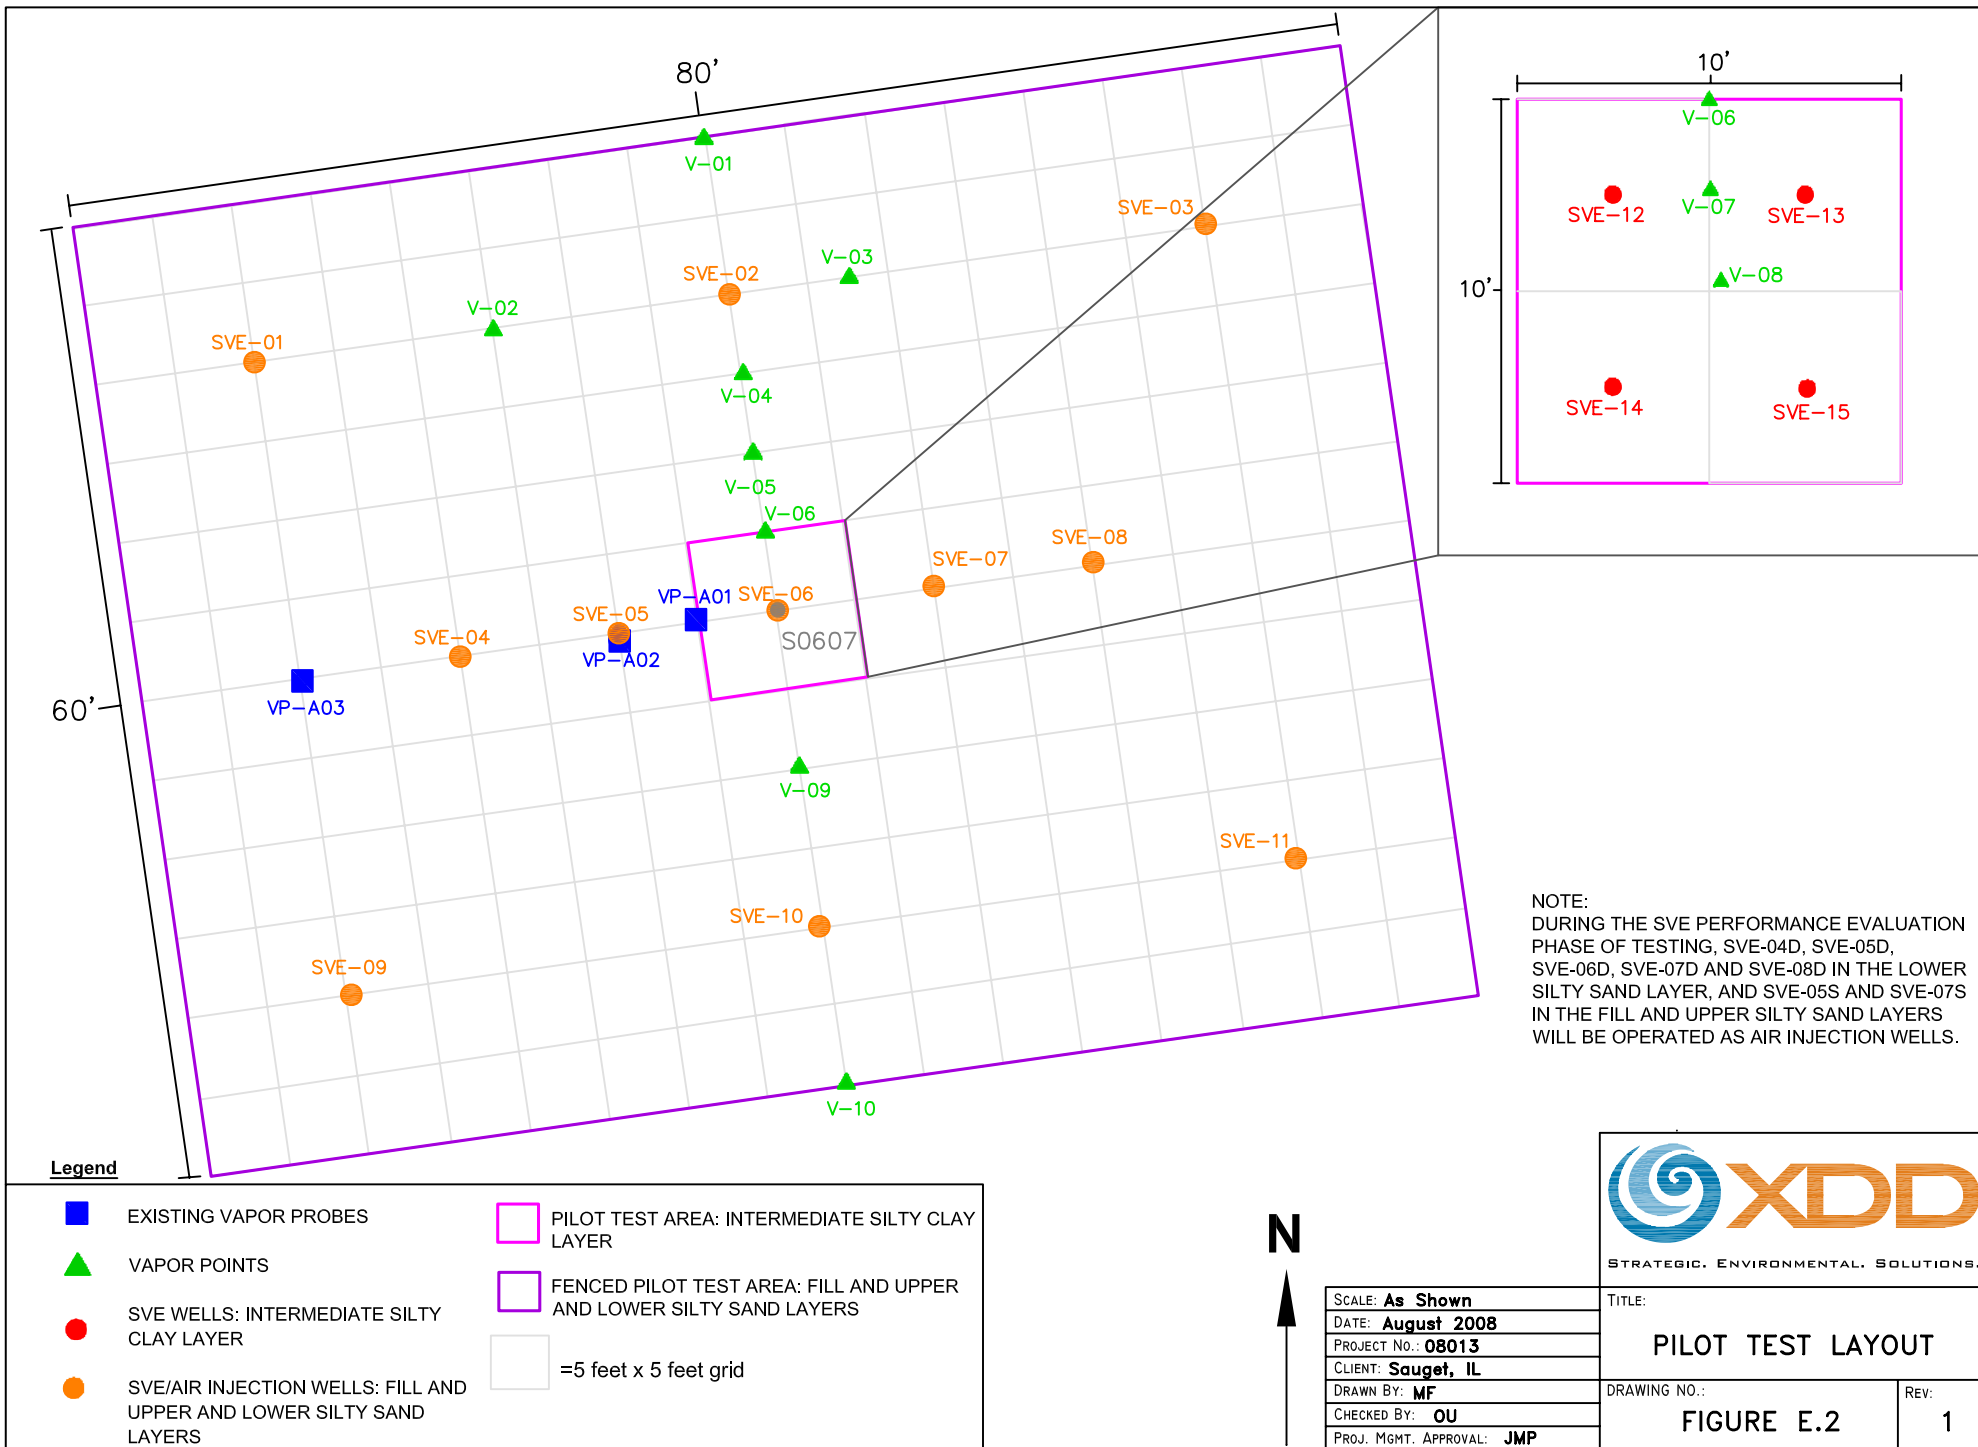 80'
10'
V-01
V-06
SVE-03
SVE-12
V-07
SVE-13
V-03
SVE-02
V-08
10'
V-02
SVE-01
V-04
SVE-14
SVE-15
V-05
V-06
SVE-08
SVE-07
VP-A01
SVE-06
SVE-05
SVE-04
S0607
VP-A02
VP-A03
60'
V-09
SVE-11
SVE-10
SVE-09
V-10
NOTE:
DURING THE SVE PERFORMANCE EVALUATION
PHASE OF TESTING, SVE-04D, SVE-05D,
SVE-06D, SVE-07D AND SVE-08D IN THE LOWER
SILTY SAND LAYER, AND SVE-05S AND SVE-07S
IN THE FILL AND UPPER SILTY SAND LAYERS
WILL BE OPERATED AS AIR INJECTION WELLS.
Legend
EXISTING VAPOR PROBES
VAPOR POINTS
SVE WELLS: INTERMEDIATE SILTY
CLAY LAYER
SVE/AIR INJECTION WELLS: FILL AND
UPPER AND LOWER SILTY SAND
LAYERS
PILOT TEST AREA: INTERMEDIATE SILTY CLAY
LAYER
FENCED PILOT TEST AREA: FILL AND UPPER
AND LOWER SILTY SAND LAYERS
=5 feet x 5 feet grid
N
XDD
STRATEGIC. ENVIRONMENTAL. SOLUTIONS.
SCALE: As Shown
DATE: August 2008
PROJECT No.: 08013
CLIENT: Sauget, IL
DRAWN BY: MF
CHECKED BY: OU
PROJ. MGMT. APPROVAL: JMP
TITLE:
PILOT TEST LAYOUT
DRAWING NO.:
FIGURE E.2
REV:
1